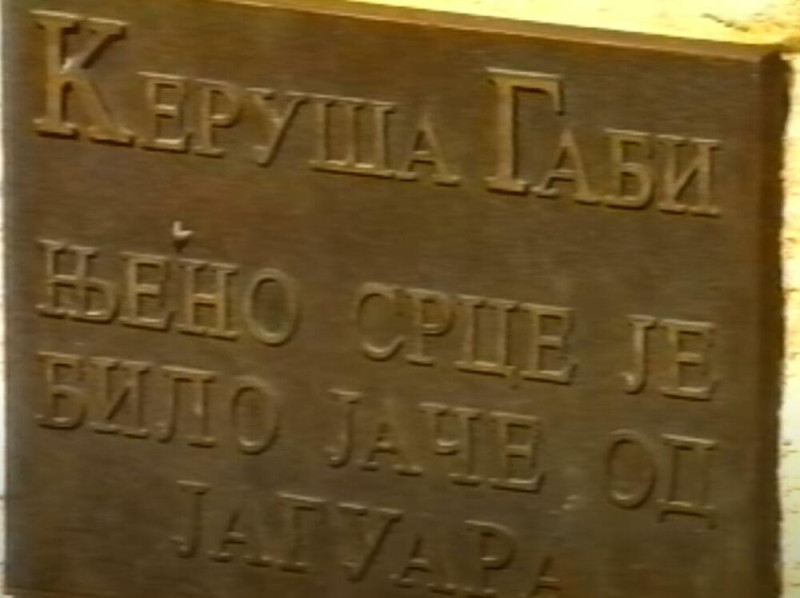 КЕРУША ГАБИ
ЊЕНО СРЦЕ ЈЕ
БИЛО ЈАЧЕ ОД
ЈАГУАРА